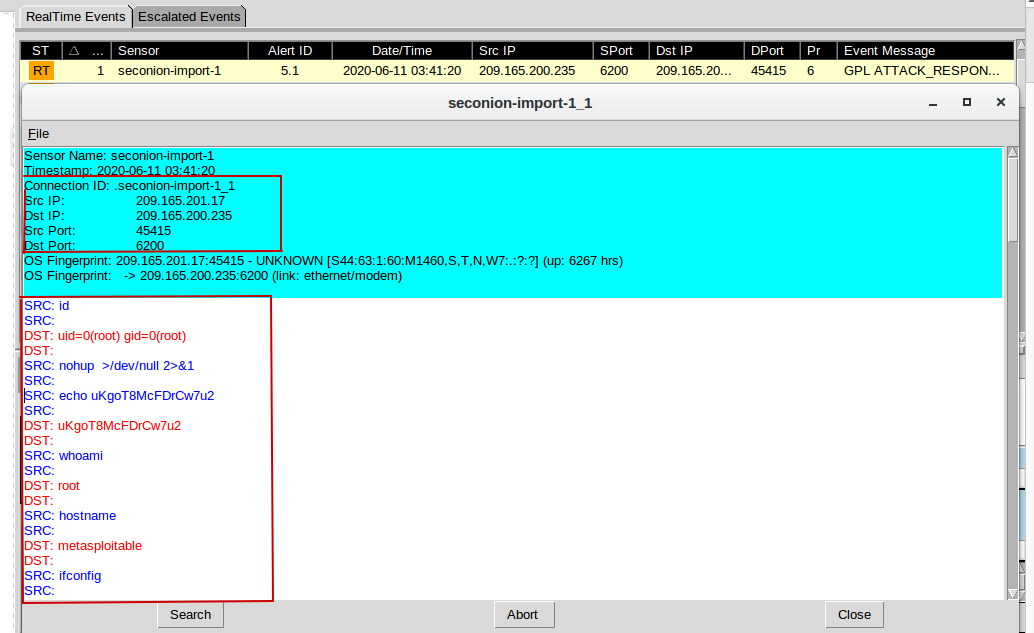 RealTime Events Escalated Events
ST ... Sensor Alert ID Date/Time Src IP SPort Dst IP DPort Pr Event Message
RT 1 seconion-import-1 5.1 2020-06-11 03:41:20 209.165.200.235 6200 209.165.20... 45415 6 GPL ATTACK_RESPON...
seconion-import-1_1
File
Sensor Name: seconion-import-1
Timestamp: 2020-06-11 03:41:20
Connection ID: .seconion-import-1_1
Src IP: 209.165.201.17
Dst IP: 209.165.200.235
Src Port: 45415
Dst Port: 6200
OS Fingerprint: 209.165.201.17:45415 - UNKNOWN [S44:63:1:60:M1460,S,T,N,W7:.:?:?] (up: 6267 hrs)
OS Fingerprint: -> 209.165.200.235:6200 (link: ethernet/modem)
SRC: id
SRC:
DST: uid=0(root) gid=0(root)
DST:
SRC: nohup >/dev/null 2>&1
SRC:
SRC: echo uKgoT8McFDrCw7u2
SRC:
DST: uKgoT8McFDrCw7u2
DST:
SRC: whoami
SRC:
DST: root
DST:
SRC: hostname
SRC:
DST: metasploitable
DST:
SRC: ifconfig
SRC:
Search Abort Close